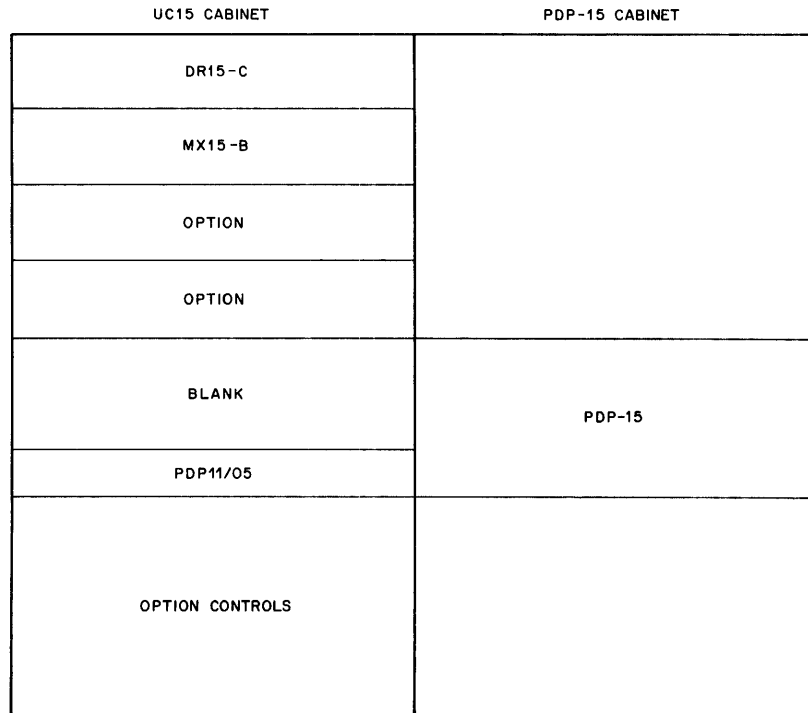 UC15 CABINET
PDP-15 CABINET
DR15-C
MX15-B
OPTION
OPTION
BLANK
PDP-15
PDP11/05
OPTION CONTROLS